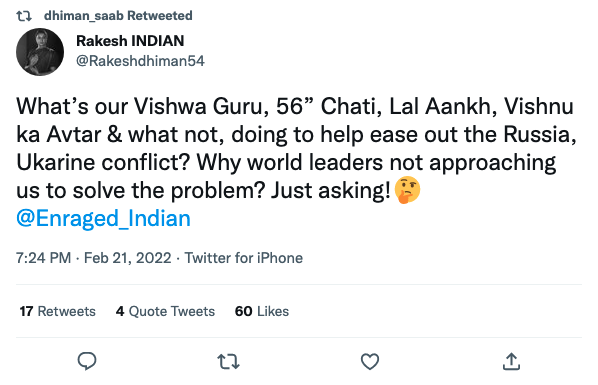 dhiman_saab Retweeted
Rakesh INDIAN
@Rakeshdhiman54
What’s our Vishwa Guru, 56” Chati, Lal Aankh, Vishnu
ka Avtar & what not, doing to help ease out the Russia,
Ukarine conflict? Why world leaders not approaching
us to solve the problem? Just asking!🤔
@Enraged_Indian
7:24 PM · Feb 21, 2022 · Twitter for iPhone
17 Retweets 4 Quote Tweets 60 Likes